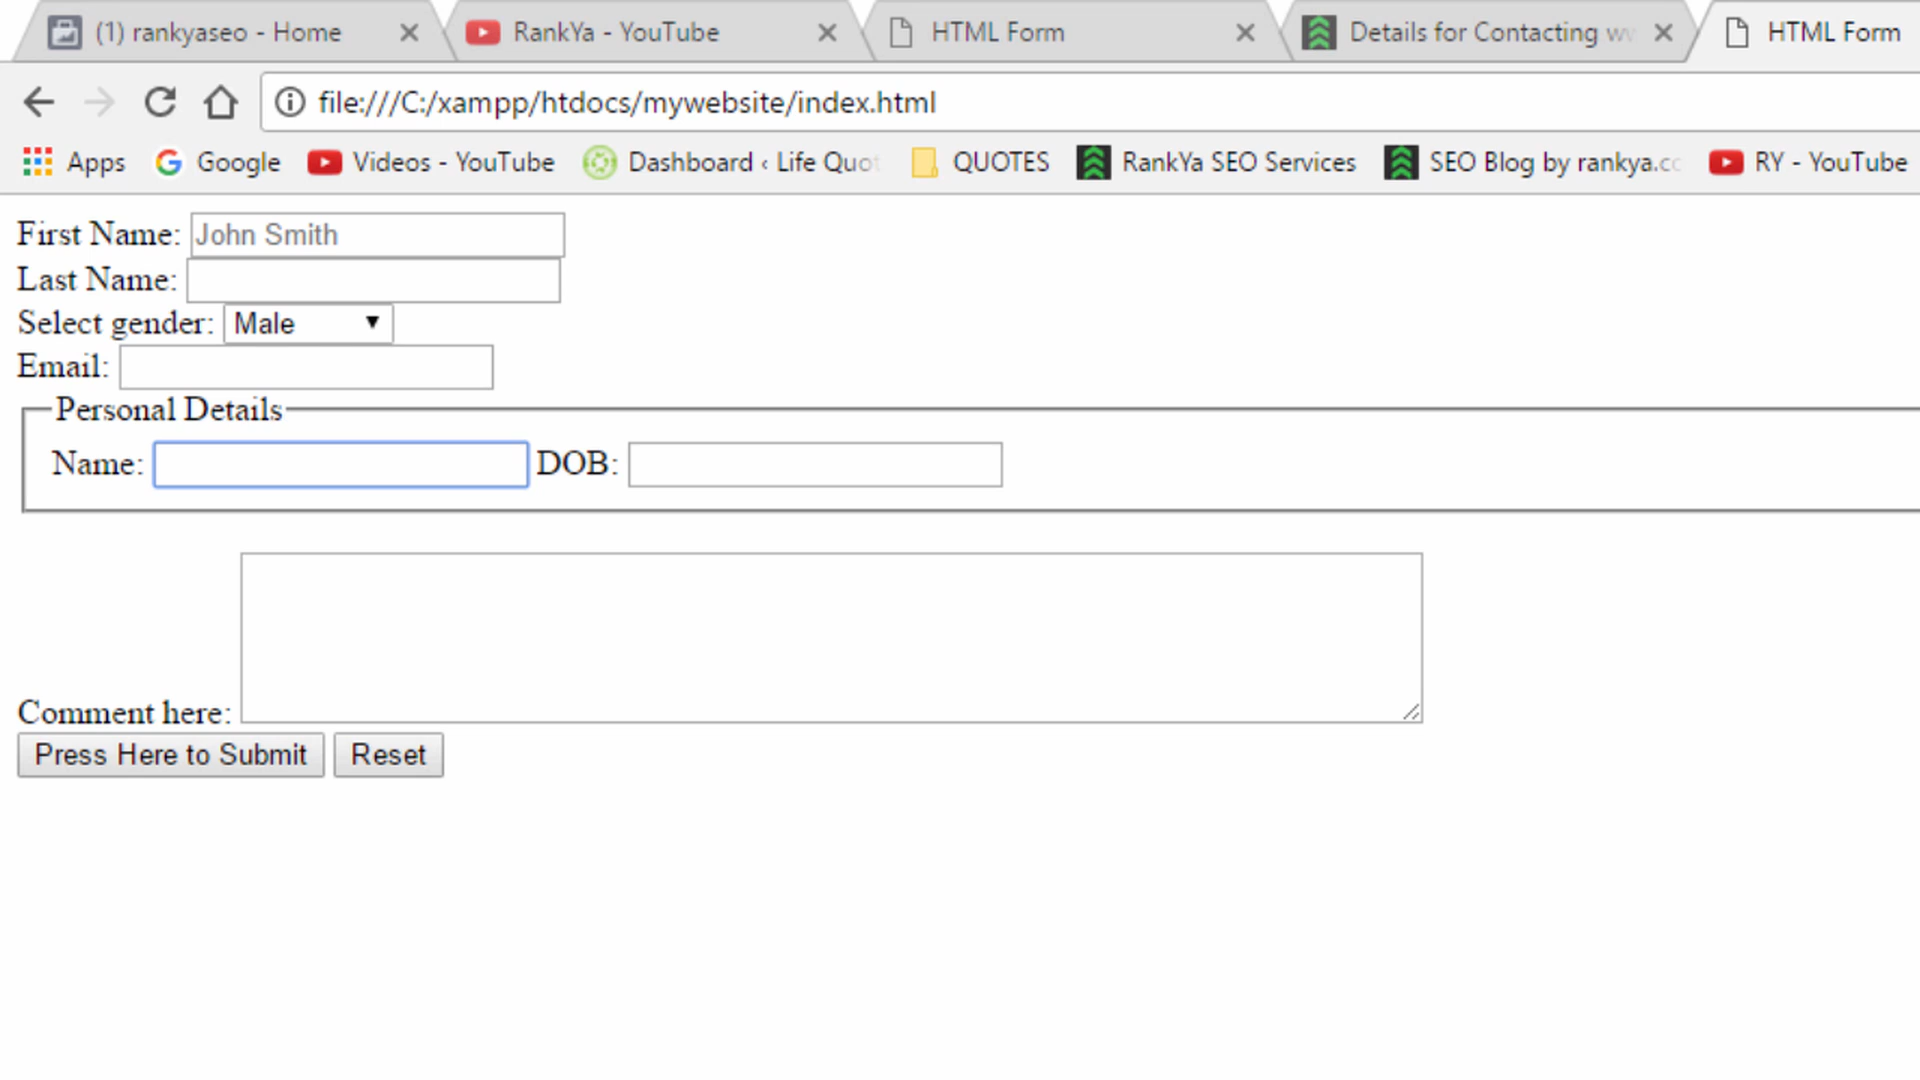 (1) rankyaseo - Home RankYa - YouTube HTML Form Details for Contacting HTML Form
file:///C:/xampp/htdocs/mywebsite/index.html
Apps Google Videos - YouTube Dashboard ‹ Life Quot QUOTES RankYa SEO Services SEO Blog by rankya.cc RY - YouTube
First Name: John Smith
Last Name:
Select gender: Male
Email:
Personal Details
Name: DOB:
Comment here:
Press Here to Submit Reset